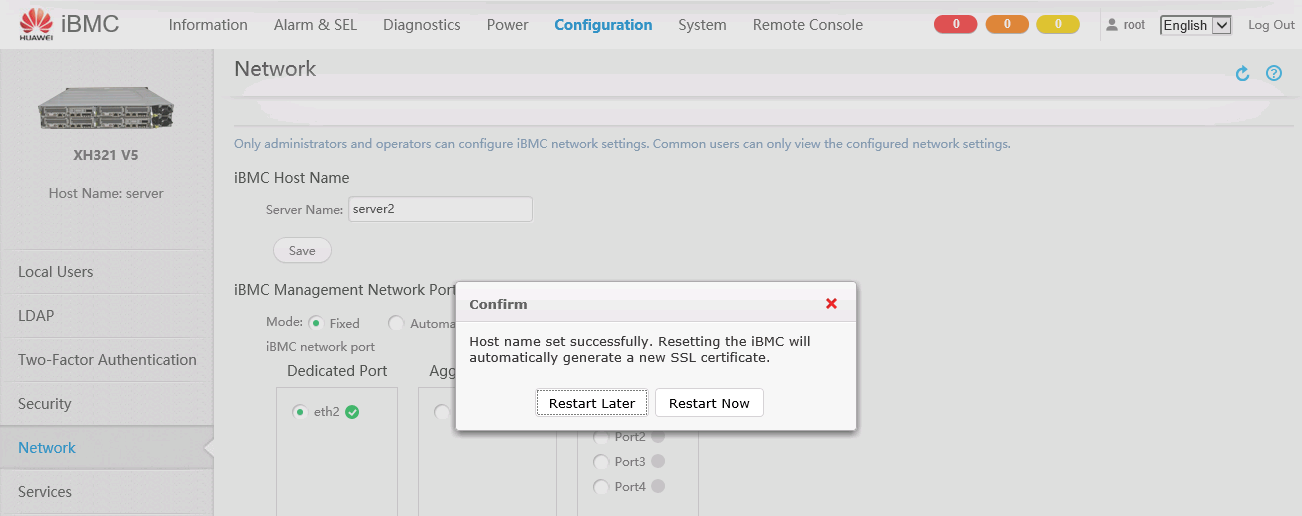 HUAWEI
iBMC
Information Alarm & SEL Diagnostics Power Configuration System Remote Console 0 0 0 root English Log Out
Network
XH321 V5
Host Name: server
Local Users
LDAP
Two-Factor Authentication
Security
Network
Services
Only administrators and operators can configure iBMC network settings. Common users can only view the configured network settings.
iBMC Host Name
Server Name: server2
Save
iBMC Management Network Port
Mode: Fixed Automa
iBMC network port
Dedicated Port Agg
eth2
Port2
Port3
Port4
Confirm
Host name set successfully. Resetting the iBMC will
automatically generate a new SSL certificate.
Restart Later Restart Now